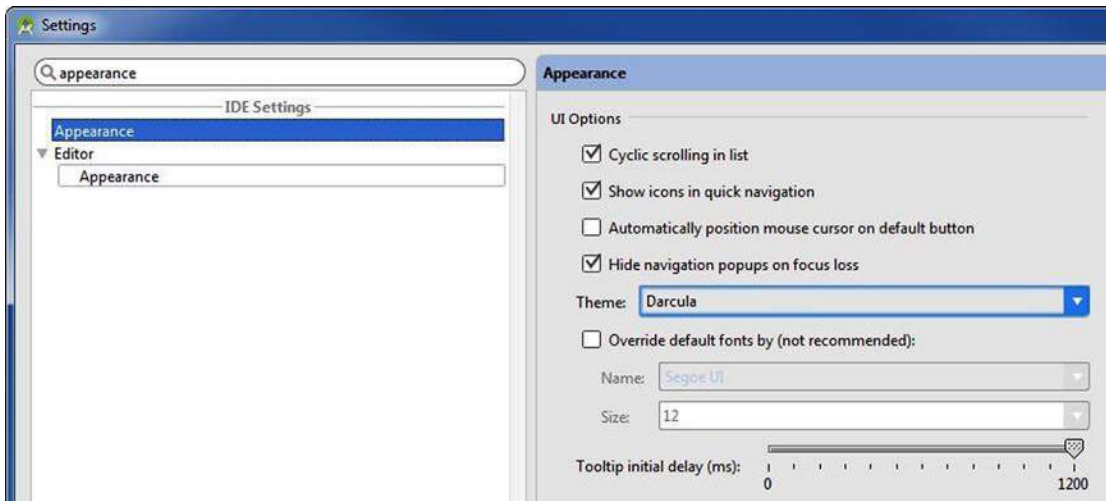 Settings
appearance
IDE Settings
Appearance
Editor
Appearance
Appearance
UI Options
Cyclic scrolling in list
Show icons in quick navigation
Automatically position mouse cursor on default button
Hide navigation popups on focus loss
Theme: Darcula
Override default fonts by (not recommended):
Name: Segoe UI
Size: 12
Tooltip initial delay (ms):
0 1200